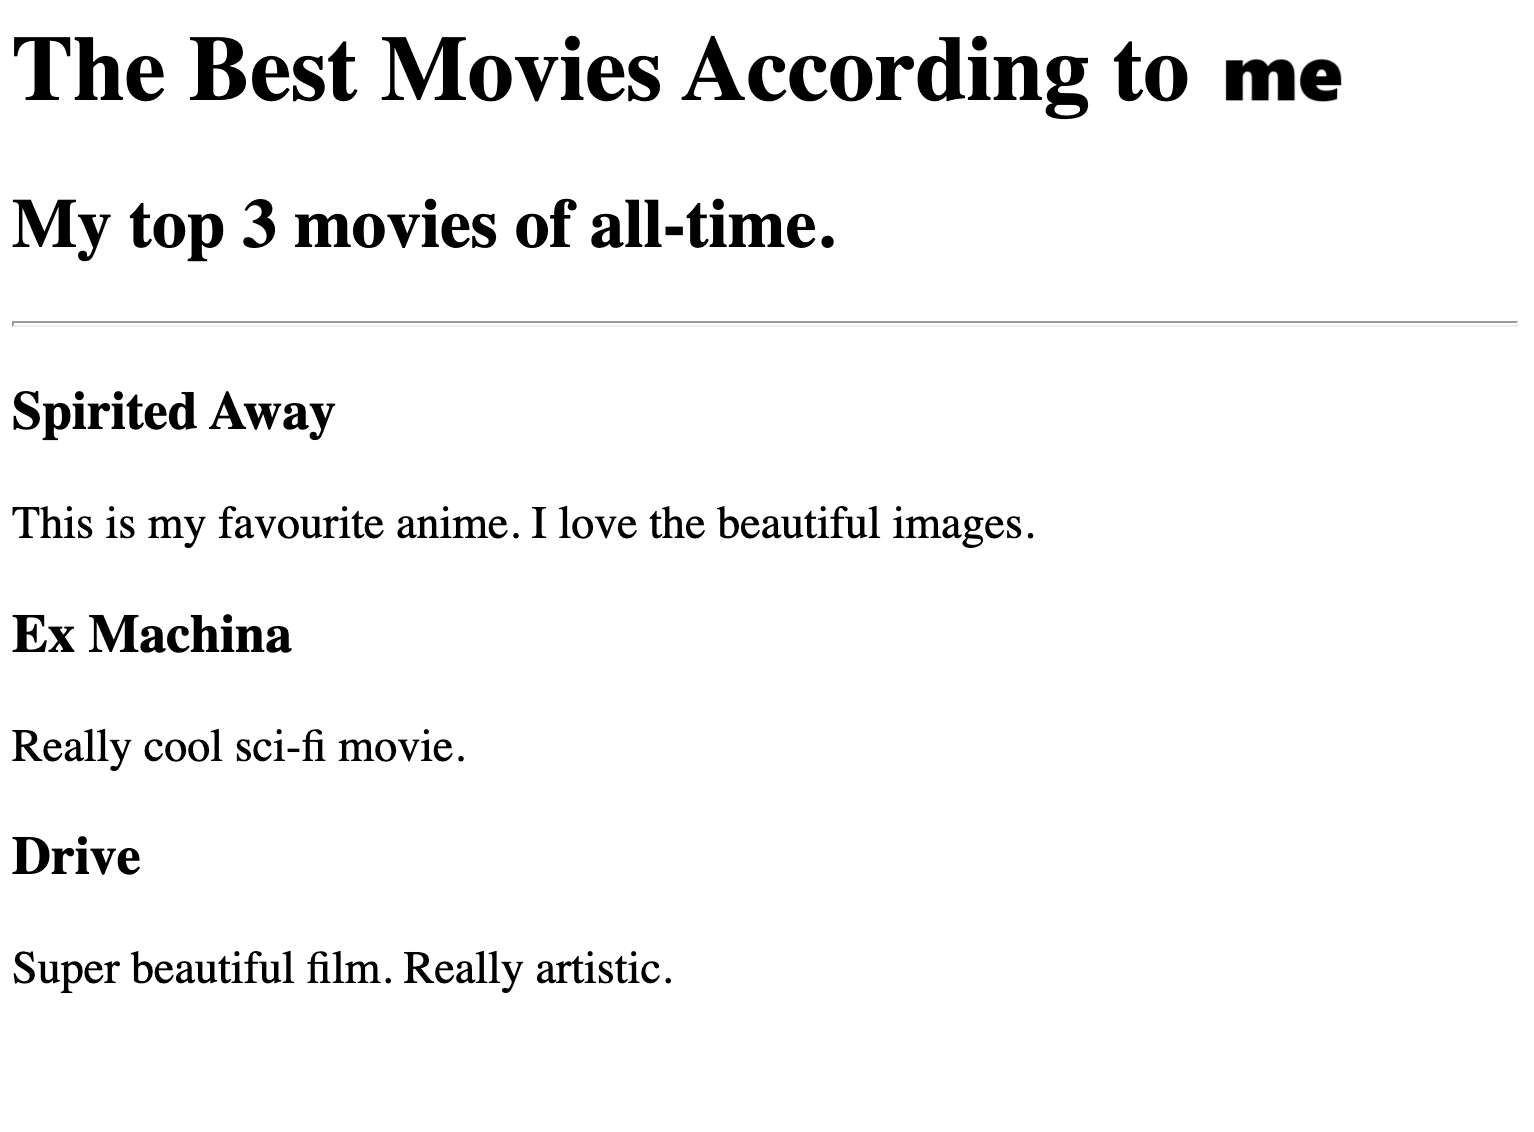 The Best Movies According to me
My top 3 movies of all-time.
Spirited Away
This is my favourite anime. I love the beautiful images.
Ex Machina
Really cool sci-fi movie.
Drive
Super beautiful film. Really artistic.